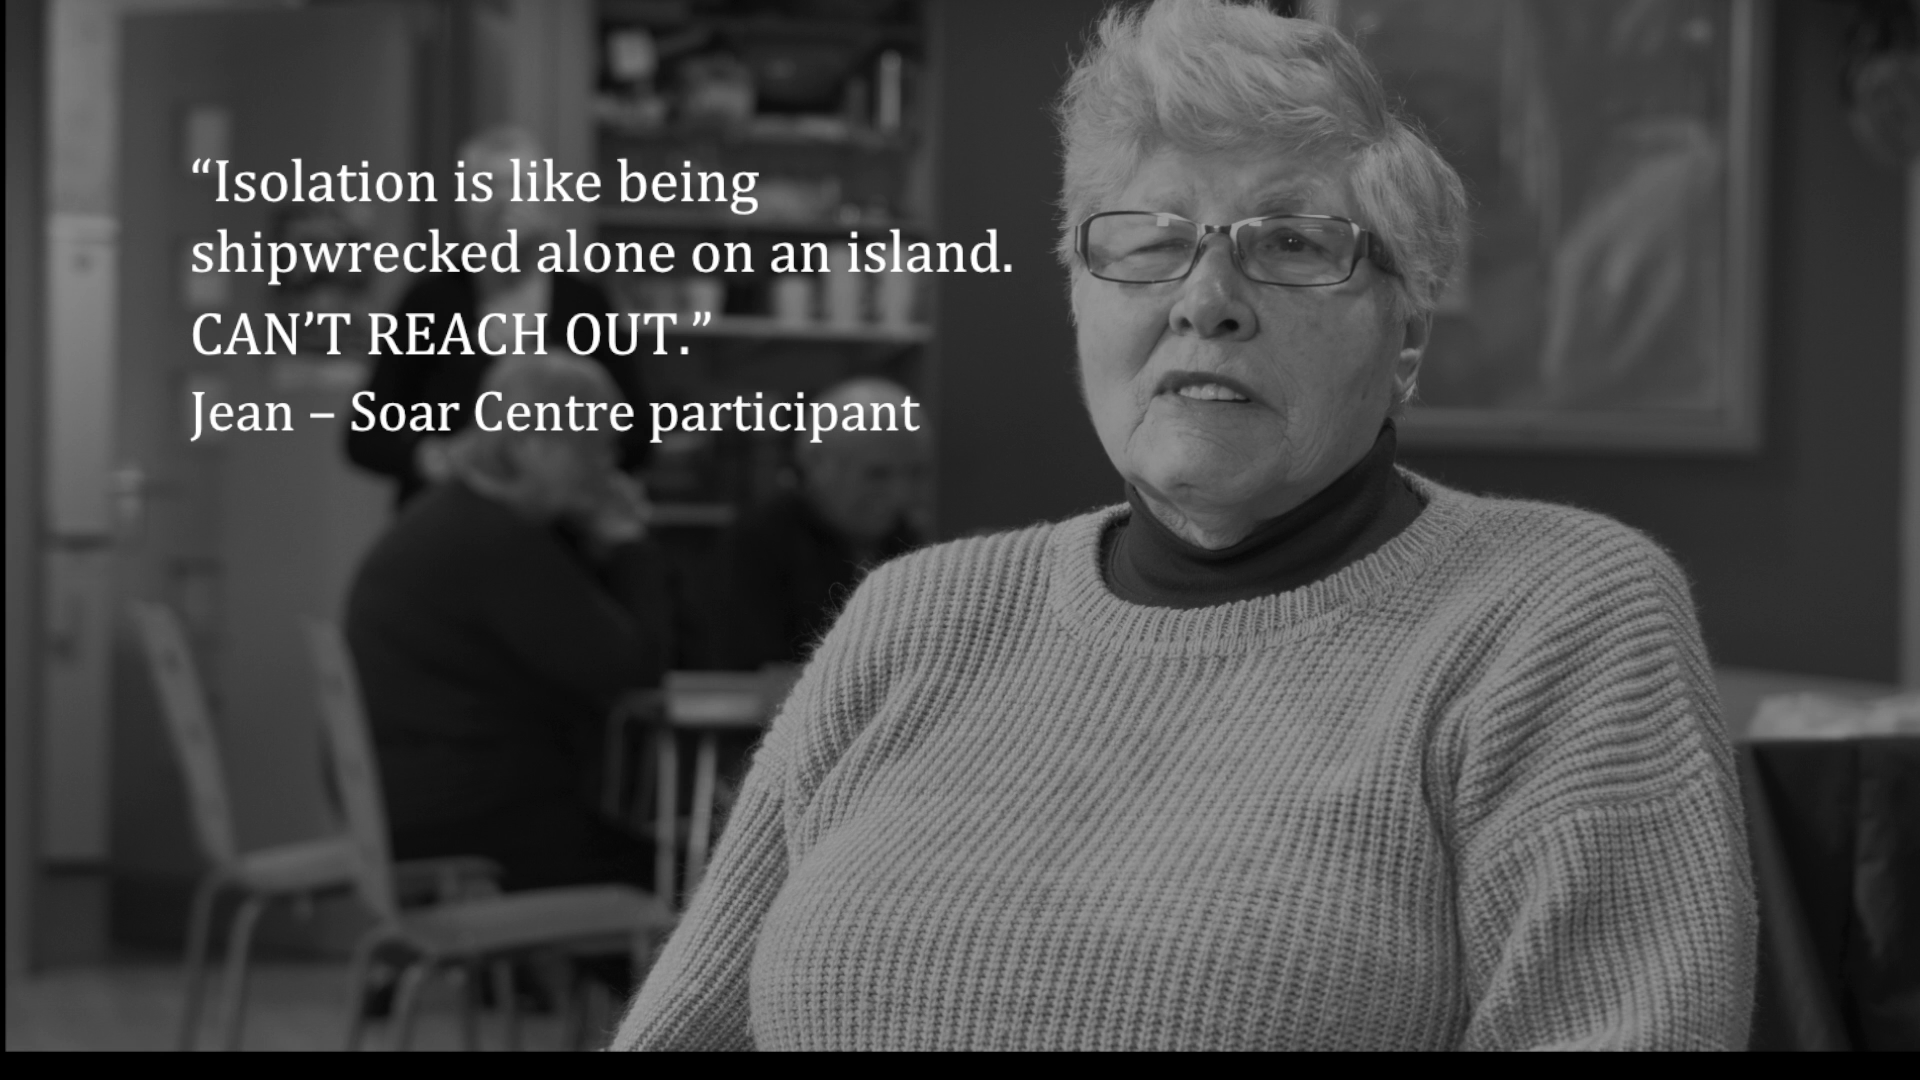 “Isolation is like being
shipwrecked alone on an island.
CAN’T REACH OUT.”
Jean – Soar Centre participant